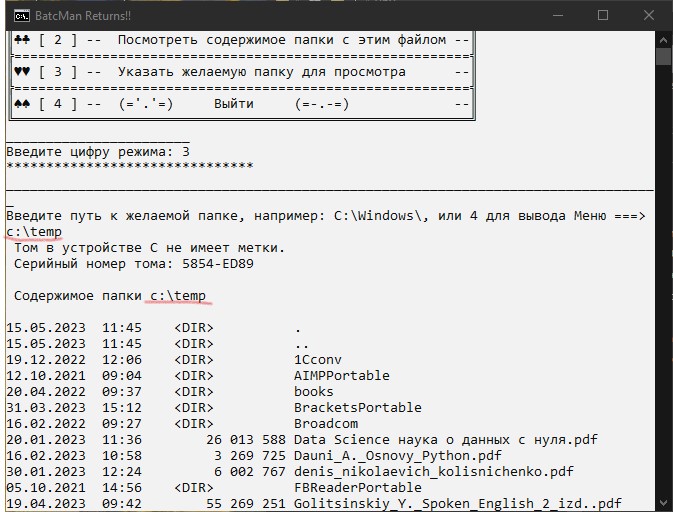 BatcMan Returns!!
♣♣ [ 2 ] --  Посмотреть содержимое папки с этим файлом --
♥♥ [ 3 ] --  Указать желаемую папку для просмотра      --
♠♠ [ 4 ] --  (='.'=)     Выйти     (=-.-=)             --
Введите цифру режима: 3
*******************************
Введите путь к желаемой папке, например: C:\Windows\, или 4 для вывода Меню ===>
c:\temp
Том в устройстве C не имеет метки.
Серийный номер тома: 5854-ED89
Содержимое папки c:\temp
15.05.2023  11:45    <DIR>          .
15.05.2023  11:45    <DIR>          ..
19.12.2022  12:06    <DIR>          1Cconv
12.10.2021  09:04    <DIR>          AIMPPortable
20.04.2022  09:37    <DIR>          books
31.03.2023  15:12    <DIR>          BracketsPortable
16.02.2022  09:27    <DIR>          Broadcom
20.01.2023  11:36        26 013 588 Data Science наука о данных с нуля.pdf
16.02.2023  10:58         3 269 725 Dauni_A._Osnovy_Python.pdf
30.01.2023  12:24         6 002 767 denis_nikolaevich_kolisnichenko.pdf
05.10.2021  14:56    <DIR>          FBReaderPortable
19.04.2023  09:42        55 269 251 Golitsinskiy_Y._Spoken_English_2_izd..pdf